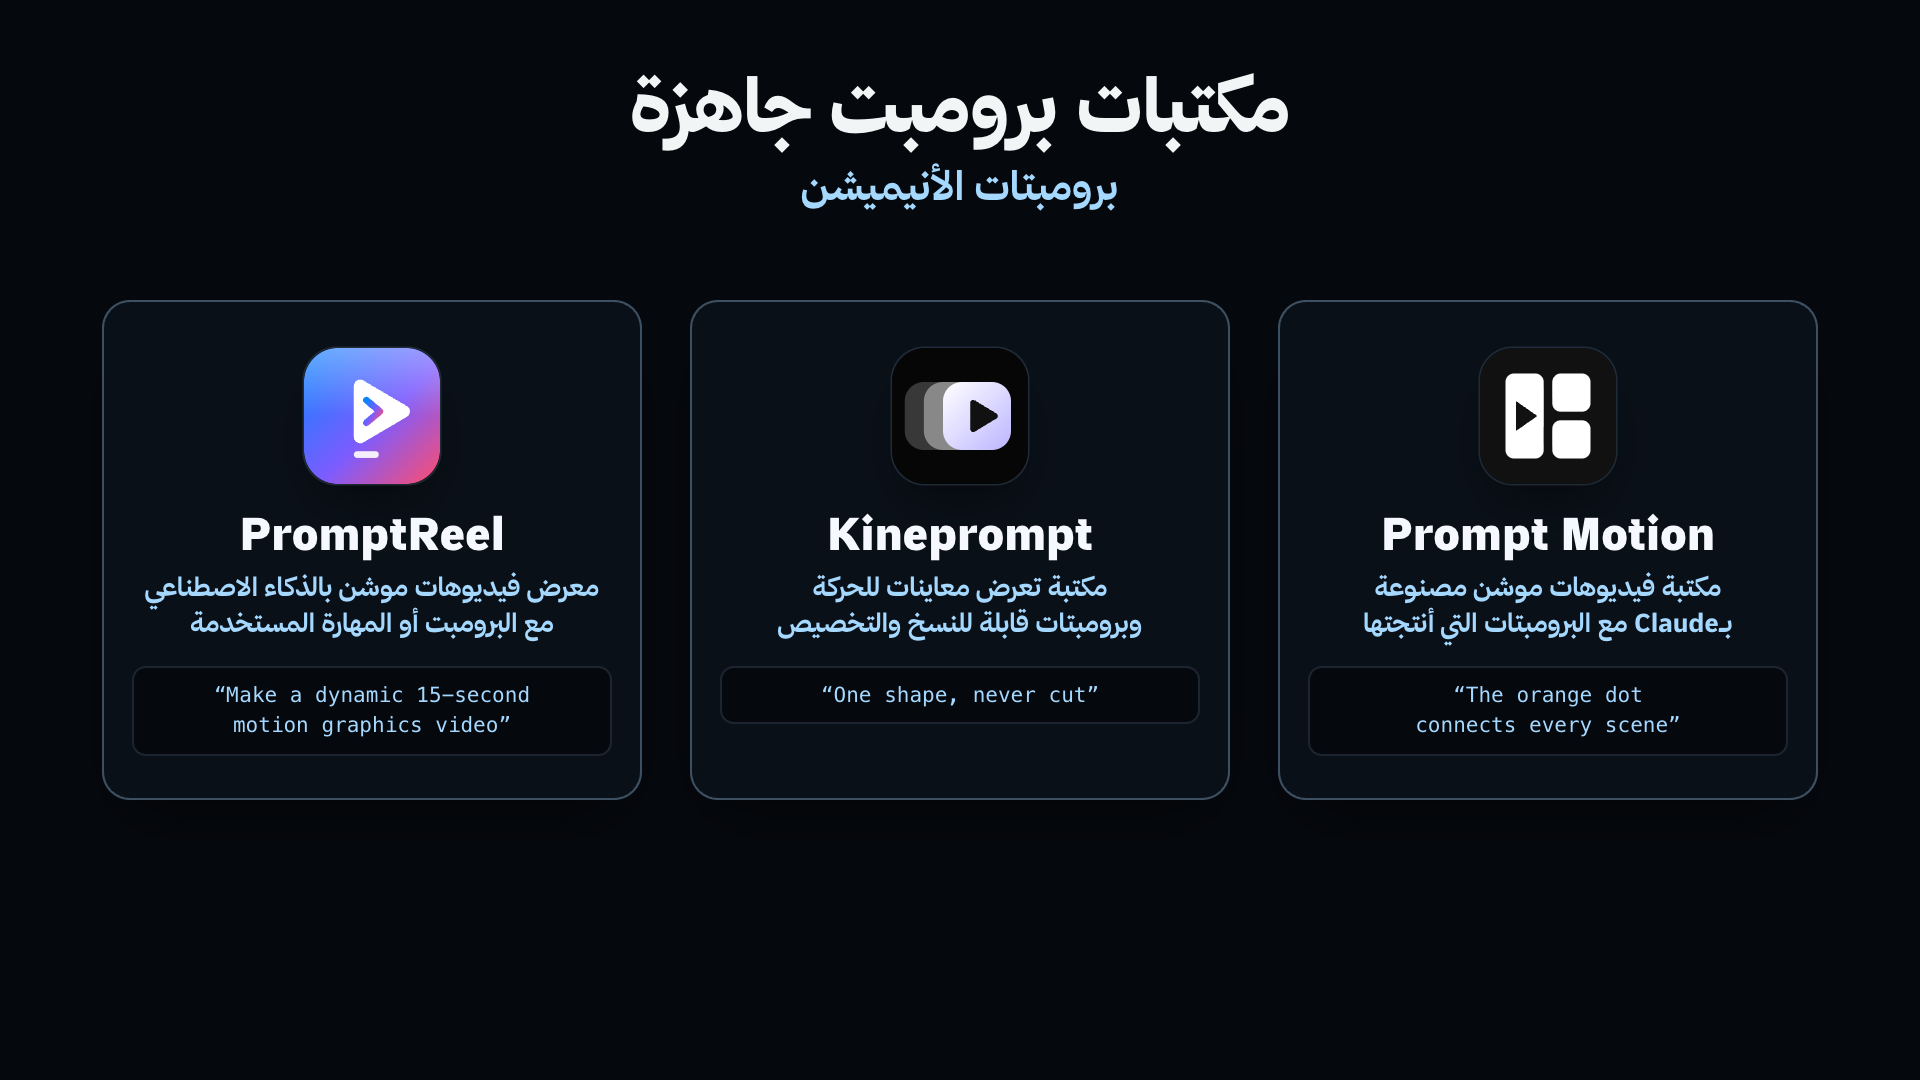 مكتبات برومبت جاهزة
برومبتات الأنيميشن
Prompt Motion
مكتبة فيديوهات موشن مصنوعة
بـClaude مع البرومبتات التي أنتجتها
“The orange dot
connects every scene”
Kineprompt
مكتبة تعرض معاينات للحركة
وبرومبتات قابلة للنسخ والتخصيص
“One shape, never cut”
PromptReel
معرض فيديوهات موشن بالذكاء الاصطناعي
مع البرومبت أو المهارة المستخدمة
“Make a dynamic 15–second
motion graphics video”